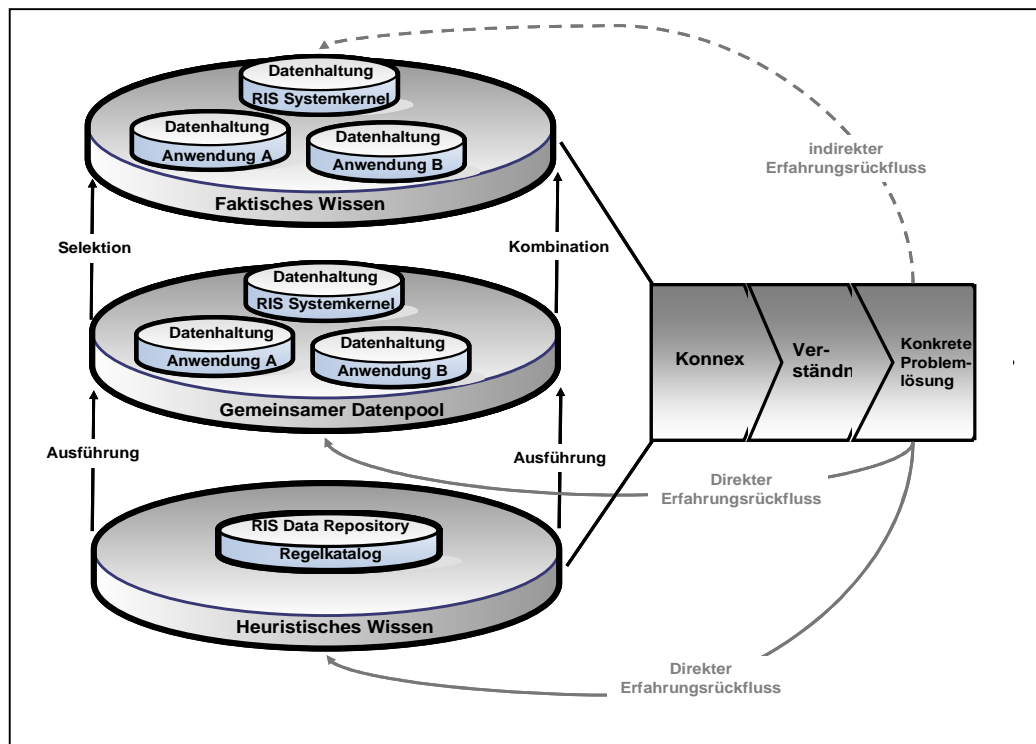 Datenhaltung
RIS Systemkernel
Datenhaltung
Anwendung A
Datenhaltung
Anwendung B
Faktisches Wissen
indirekter
Erfahrungsrückfluss
Selektion
Kombination
Datenhaltung
RIS Systemkernel
Datenhaltung
Anwendung A
Datenhaltung
Anwendung B
Gemeinsamer Datenpool
Konnex
Ver-
ständn
Konkrete
Problem-
lösung
Ausführung
Ausführung
Direkter
Erfahrungsrückfluss
RIS Data Repository
Regelkatalog
Heuristisches Wissen
Direkter
Erfahrungsrückfluss